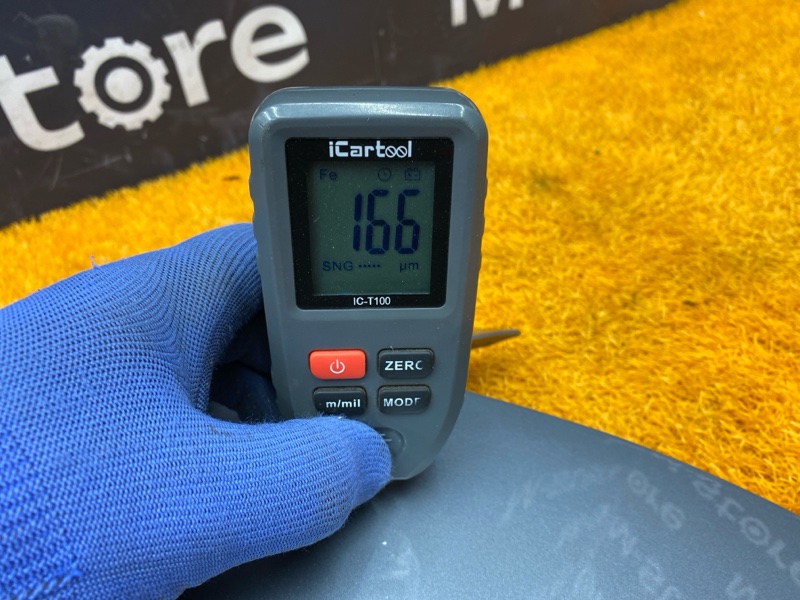 tore
M
iCartool
Fe
166
SNG ····· μm
IC-T100
ZERO
m/mil
MODE